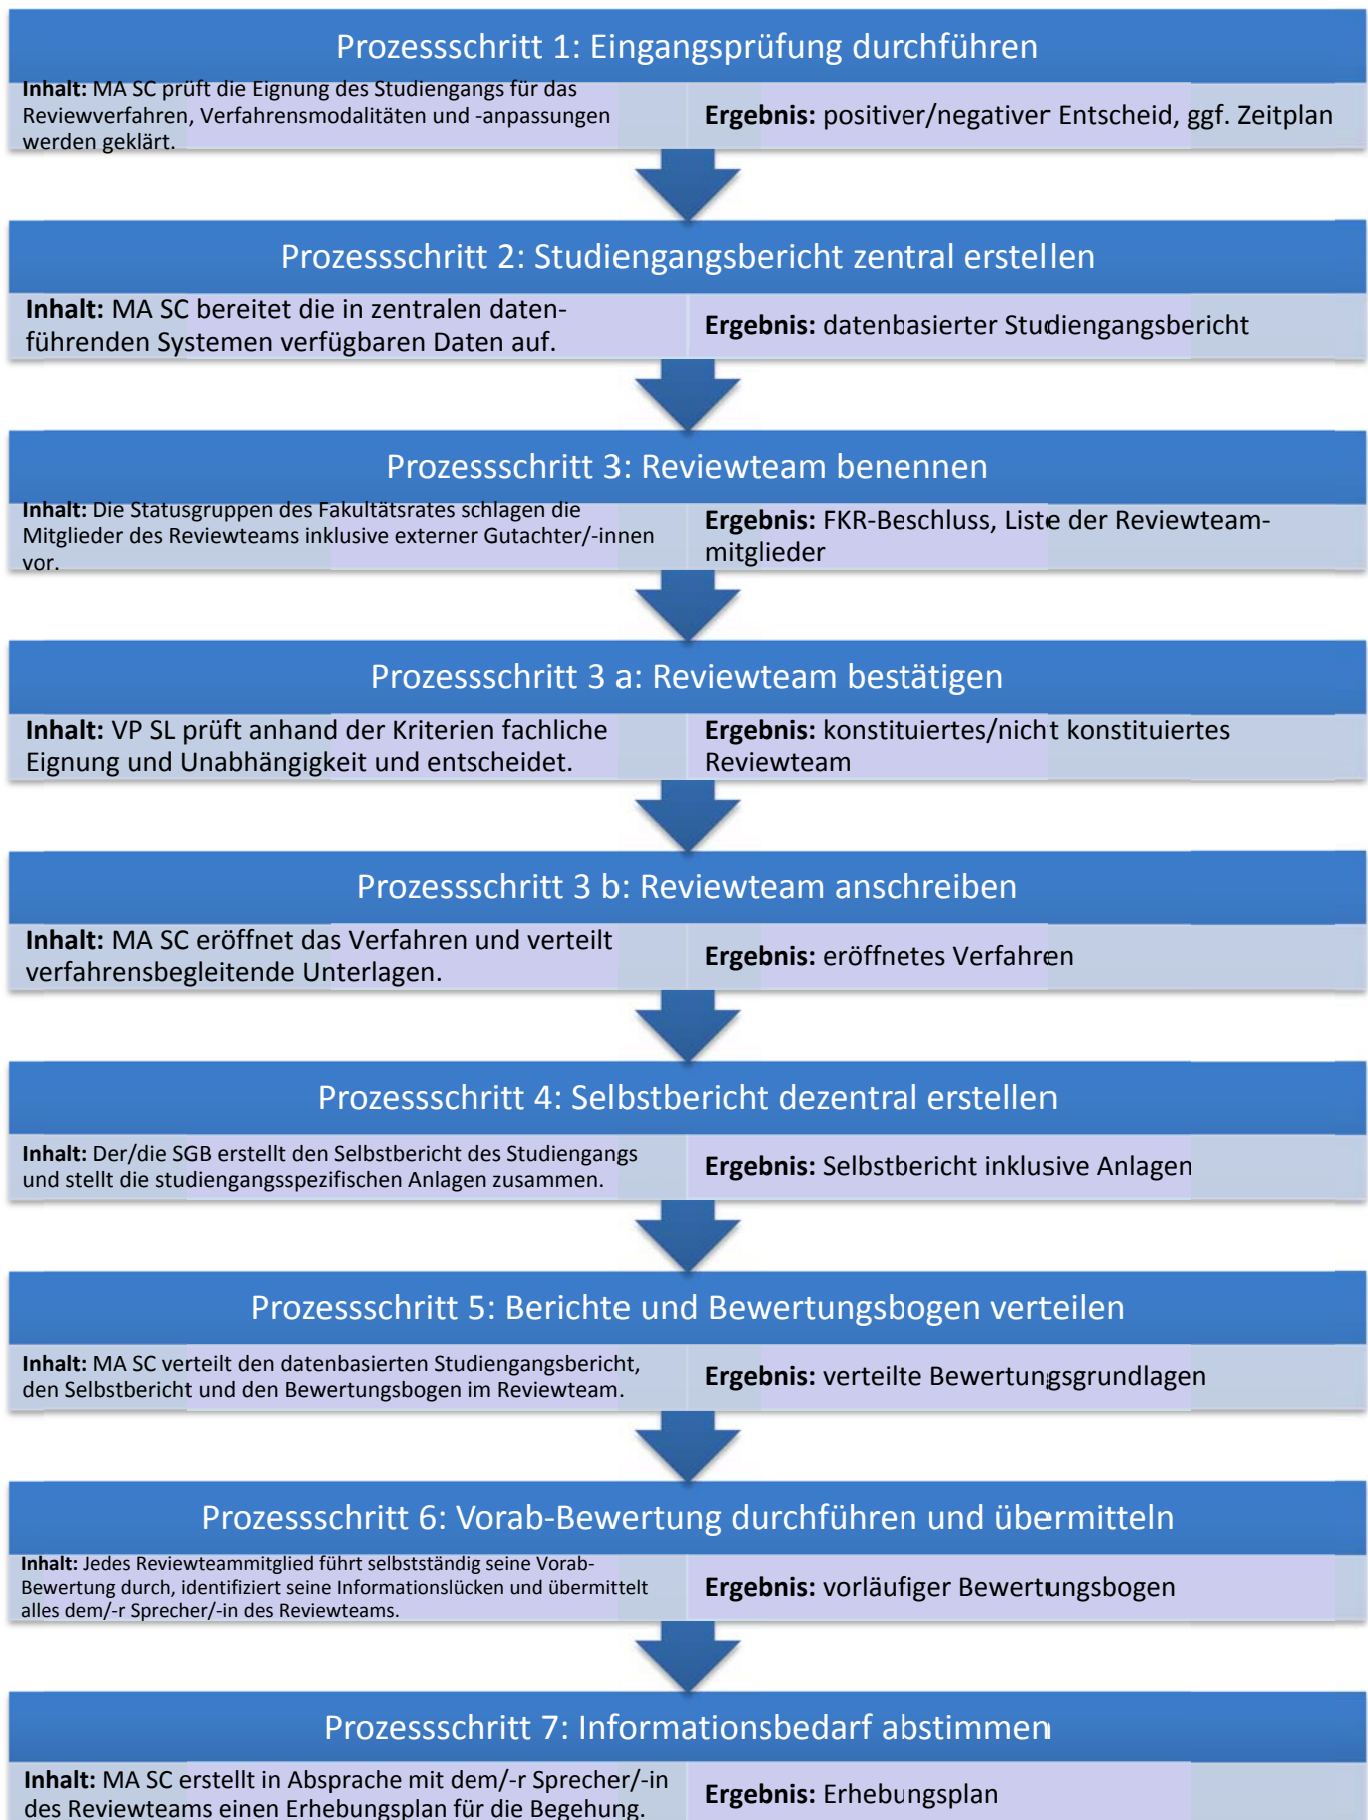 Prozessschritt 1: Eingangsprüfung durchführen
Inhalt: MA SC prüft die Eignung des Studiengangs für das
Reviewverfahren, Verfahrensmodalitäten und -anpassungen
werden geklärt.
Ergebnis: positiver/negativer Entscheid, ggf. Zeitplan
Prozessschritt 2: Studiengangsbericht zentral erstellen
Inhalt: MA SC bereitet die in zentralen daten-
führenden Systemen verfügbaren Daten auf.
Ergebnis: datenbasierter Studiengangsbericht
Prozessschritt 3: Reviewteam benennen
Inhalt: Die Statusgruppen des Fakultätsrates schlagen die
Mitglieder des Reviewteams inklusive externer Gutachter/-innen
vor.
Ergebnis: FKR-Beschluss, Liste der Reviewteam-
mitglieder
Prozessschritt 3 a: Reviewteam bestätigen
Inhalt: VP SL prüft anhand der Kriterien fachliche
Eignung und Unabhängigkeit und entscheidet.
Ergebnis: konstituiertes/nicht konstituiertes
Reviewteam
Prozessschritt 3 b: Reviewteam anschreiben
Inhalt: MA SC eröffnet das Verfahren und verteilt
verfahrensbegleitende Unterlagen.
Ergebnis: eröffnetes Verfahren
Prozessschritt 4: Selbstbericht dezentral erstellen
Inhalt: Der/die SGB erstellt den Selbstbericht des Studiengangs
und stellt die studiengangsspezifischen Anlagen zusammen.
Ergebnis: Selbstbericht inklusive Anlagen
Prozessschritt 5: Berichte und Bewertungsbogen verteilen
Inhalt: MA SC verteilt den datenbasierten Studiengangsbericht,
den Selbstbericht und den Bewertungsbogen im Reviewteam.
Ergebnis: verteilte Bewertungsgrundlagen
Prozessschritt 6: Vorab-Bewertung durchführen und übermitteln
Inhalt: Jedes Reviewteammitglied führt selbstständig seine Vorab-
Bewertung durch, identifiziert seine Informationslücken und übermittelt
alles dem/-r Sprecher/-in des Reviewteams.
Ergebnis: vorläufiger Bewertungsbogen
Prozessschritt 7: Informationsbedarf abstimmen
Inhalt: MA SC erstellt in Absprache mit dem/-r Sprecher/-in
des Reviewteams einen Erhebungsplan für die Begehung.
Ergebnis: Erhebungsplan